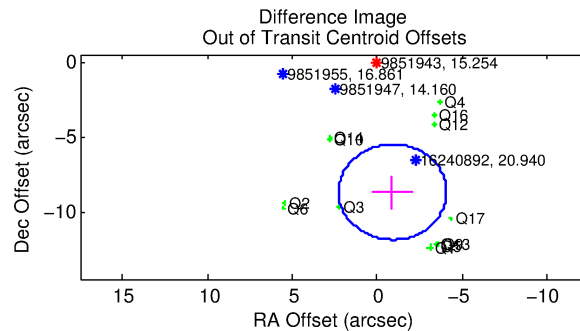 Difference Image
Out of Transit Centroid Offsets
0
-5
-10
Dec Offset (arcsec)
9851943, 15.254
9851955, 16.861
9851947, 14.160
Q4
Q16
Q12
Q14
Q10
16240892, 20.940
Q2
Q6
Q3
Q17
15
10
5
0
-5
-10
RA Offset (arcsec)